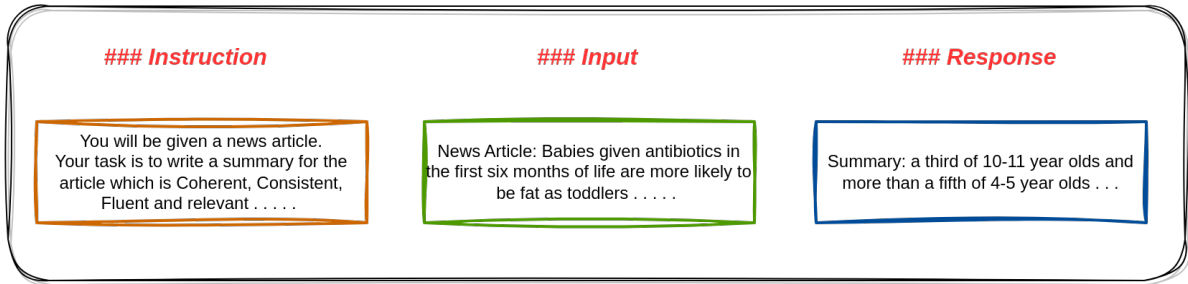 ### Instruction
You will be given a news article.
Your task is to write a summary for the
article which is Coherent, Consistent,
Fluent and relevant . . . . .
### Input
News Article: Babies given antibiotics in
the first six months of life are more likely to
be fat as toddlers . . . . .
### Response
Summary: a third of 10-11 year olds and
more than a fifth of 4-5 year olds . . .